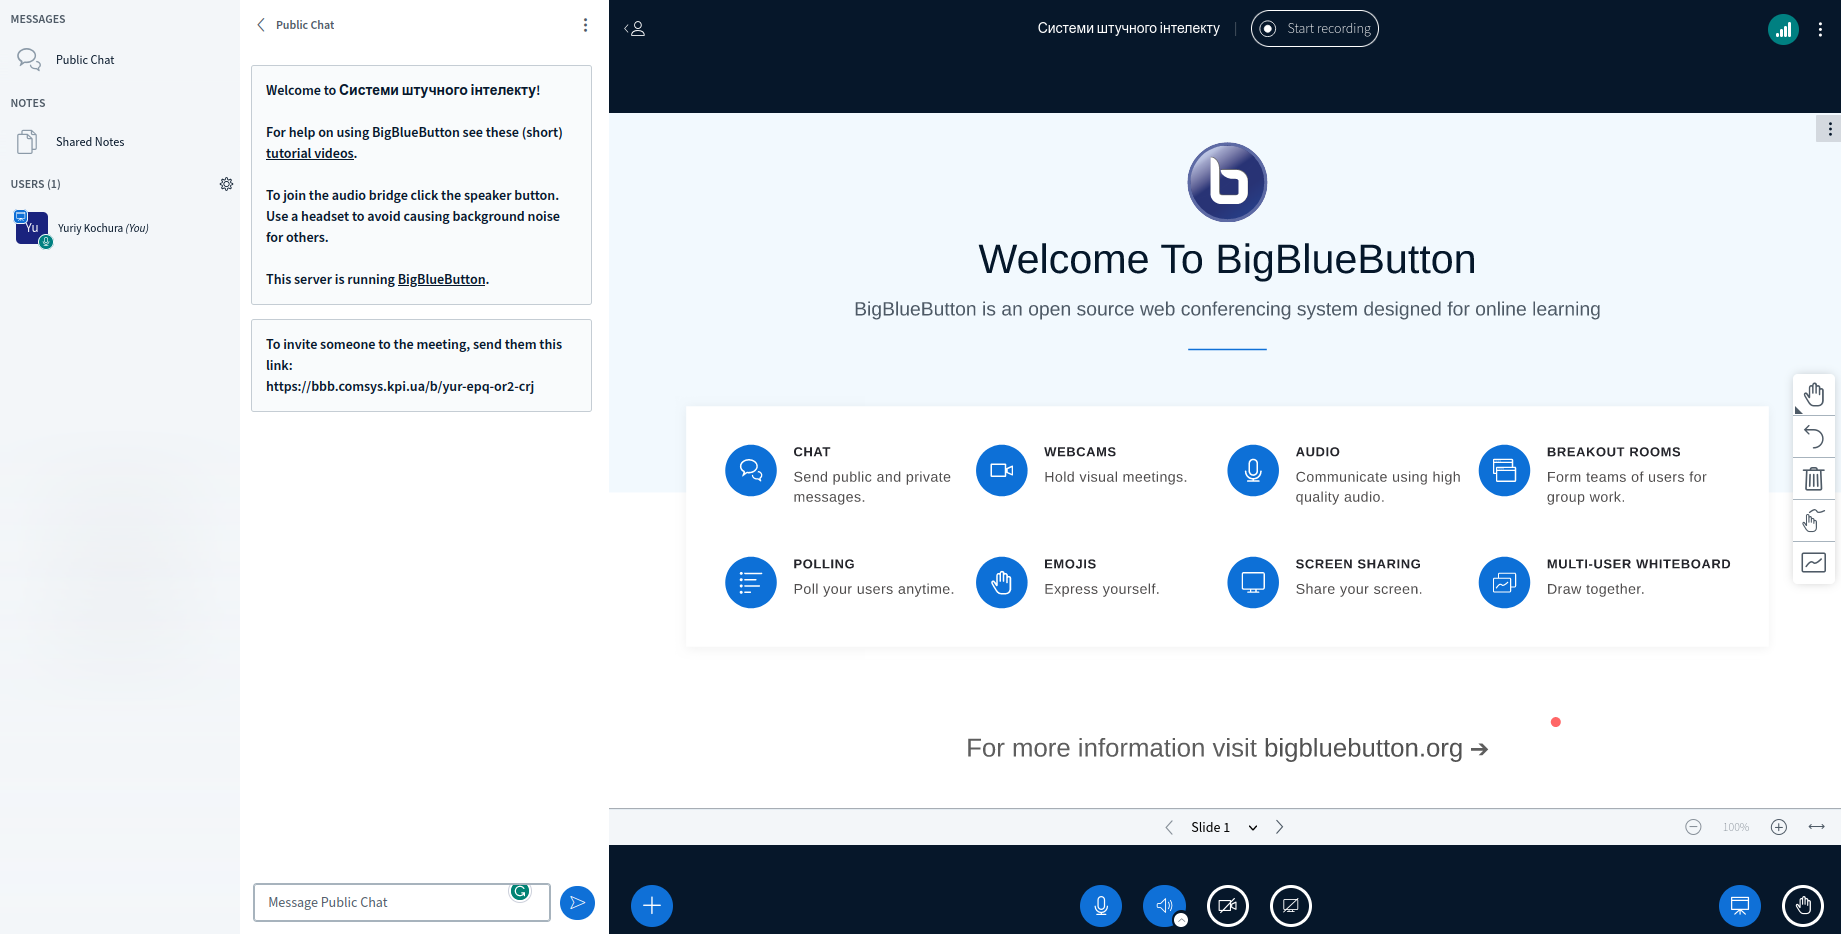 MESSAGES
Public Chat
NOTES
Shared Notes
USERS (1)
Yu
Yuriy Kochura (You)
Public Chat
Welcome to Системи штучного інтелекту!
For help on using BigBlueButton see these (short)
tutorial videos.
To join the audio bridge click the speaker button.
Use a headset to avoid causing background noise
for others.
This server is running BigBlueButton.
To invite someone to the meeting, send them this
link:
https://bbb.comsys.kpi.ua/b/yur-epq-or2-crj
Message Public Chat
Системи штучного інтелекту
Start recording
Welcome To BigBlueButton
BigBlueButton is an open source web conferencing system designed for online learning
CHAT
Send public and private
messages.
WEBCAMS
Hold visual meetings.
AUDIO
Communicate using high
quality audio.
BREAKOUT ROOMS
Form teams of users for
group work.
POLLING
Poll your users anytime.
EMOJIS
Express yourself.
SCREEN SHARING
Share your screen.
MULTI-USER WHITEBOARD
Draw together.
For more information visit bigbluebutton.org →
Slide 1
100%